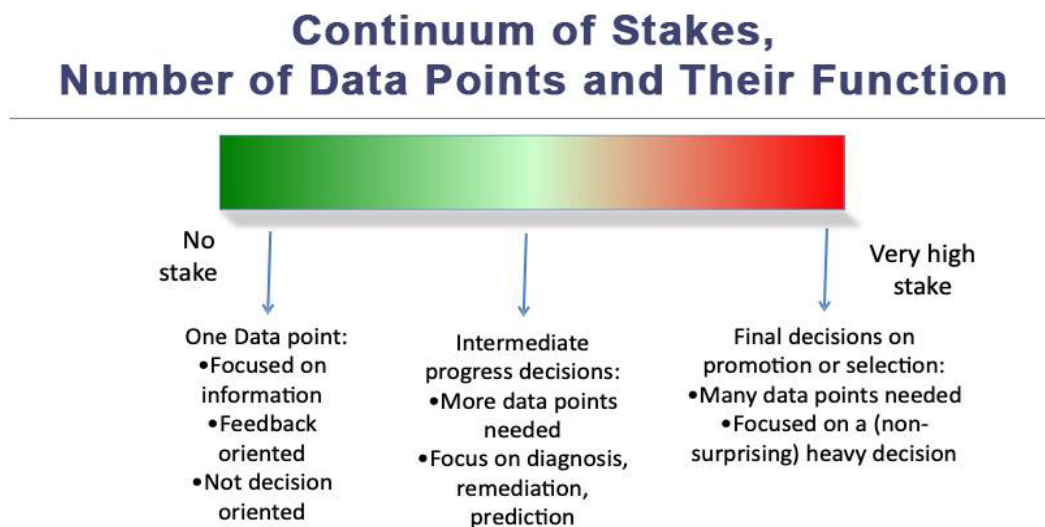 Continuum of Stakes,
Number of Data Points and Their Function
No
stake
Very high
stake
One Data point:
•Focused on
information
•Feedback
oriented
•Not decision
oriented
Intermediate
progress decisions:
•More data points
needed
•Focus on diagnosis,
remediation,
prediction
Final decisions on
promotion or selection:
•Many data points needed
•Focused on a (non-
surprising) heavy decision